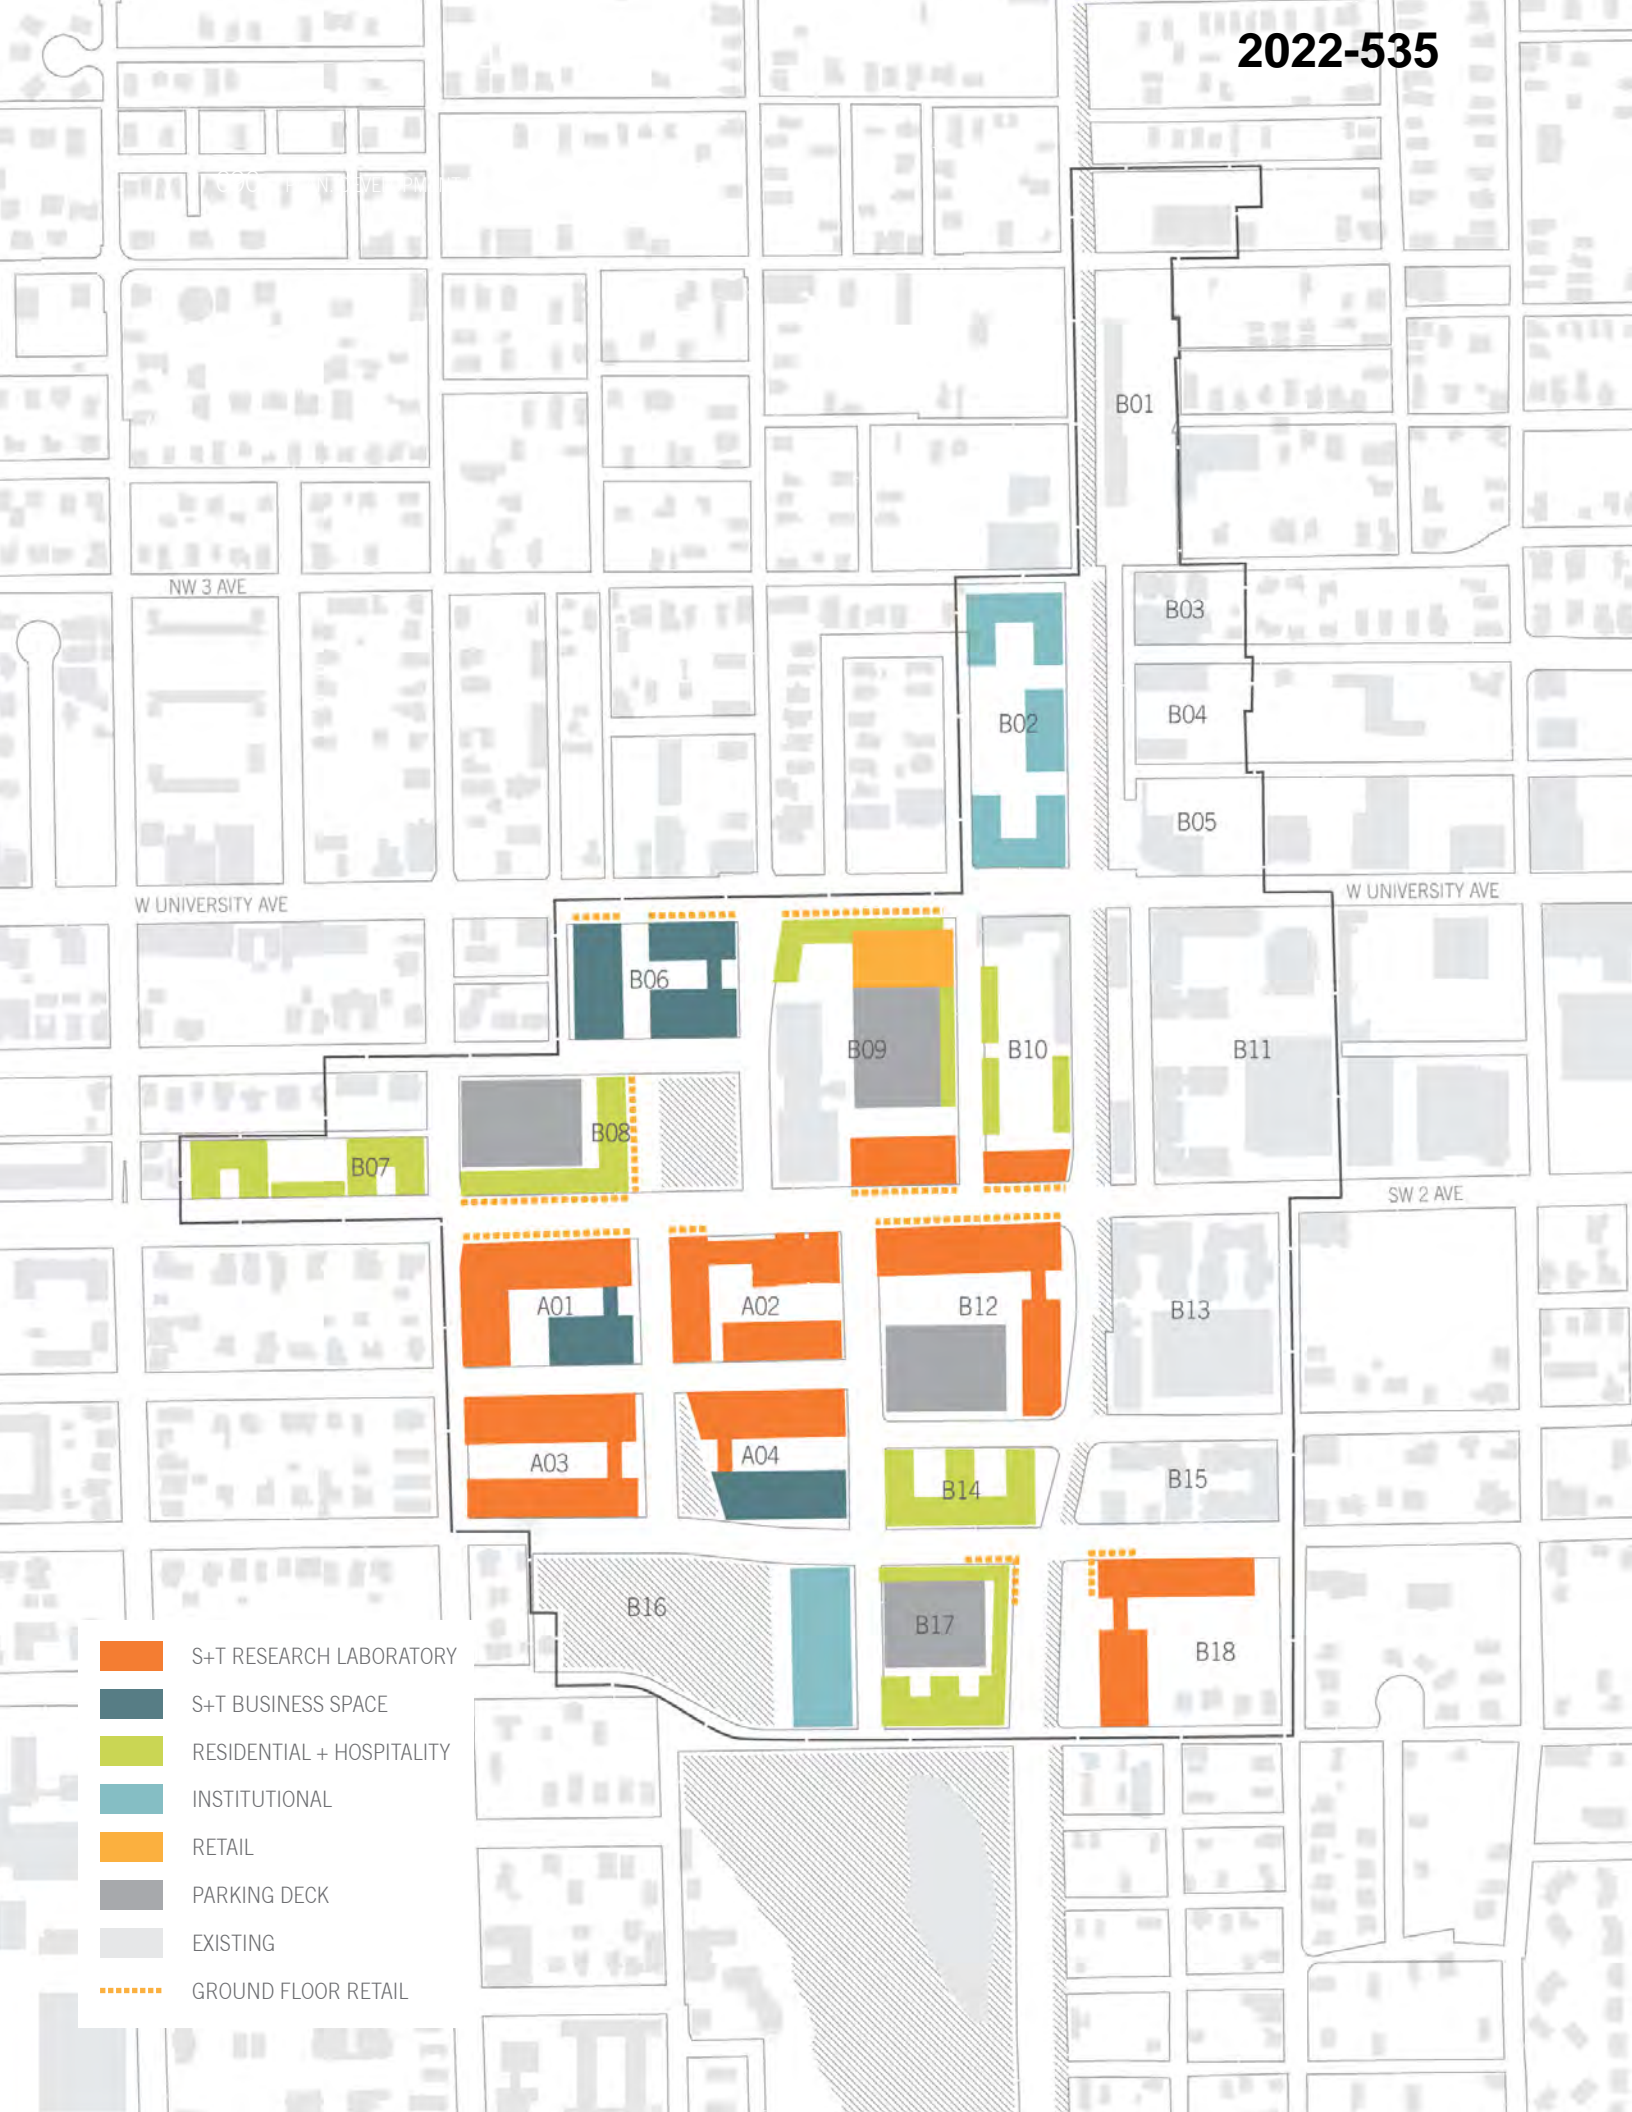 2022-535
B01
NW 3 AVE
B03
B02
B04
B05
W UNIVERSITY AVE
W UNIVERSITY AVE
B06
B09
B10
B11
B08
B07
SW 2 AVE
A01
A02
B12
B13
A03
A04
B14
B15
B16
B17
B18
S+T RESEARCH LABORATORY
S+T BUSINESS SPACE
RESIDENTIAL + HOSPITALITY
INSTITUTIONAL
RETAIL
PARKING DECK
EXISTING
GROUND FLOOR RETAIL